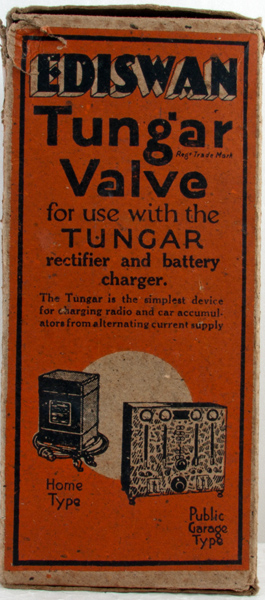 EDISWAN
Tungar
Regd Trade Mark
Valve
for use with the
TUNGAR
rectifier and battery
charger.
The Tungar is the simplest device
for charging radio and car accumul-
ators from alternating current supply
Home
Type
Public
Garage
Type